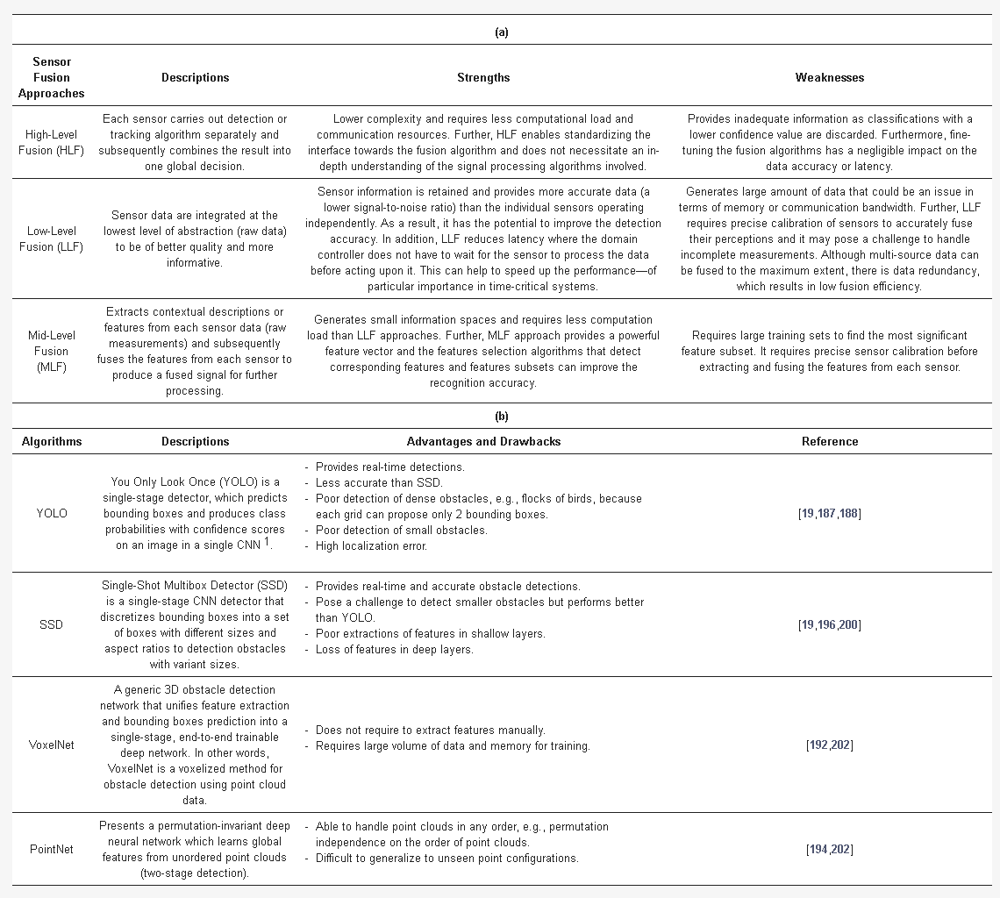 (a)
Sensor
Fusion
Approaches
Descriptions
Strengths
Weaknesses
High-Level
Fusion (HLF)
Each sensor carries out detection or
tracking algorithm separately and
subsequently combines the result into
one global decision.
Lower complexity and requires less computational load and
communication resources. Further, HLF enables standardizing the
interface towards the fusion algorithm and does not necessitate an in-
depth understanding of the signal processing algorithms involved.
Provides inadequate information as classifications with a
lower confidence value are discarded. Furthermore, fine-
tuning the fusion algorithms has a negligible impact on the
data accuracy or latency.
Low-Level
Fusion (LLF)
Sensor data are integrated at the
lowest level of abstraction (raw data)
to be of better quality and more
informative.
Sensor information is retained and provides more accurate data (a
lower signal-to-noise ratio) than the individual sensors operating
independently. As a result, it has the potential to improve the detection
accuracy. In addition, LLF reduces latency where the domain
controller does not have to wait for the sensor to process the data
before acting upon it. This can help to speed up the performance—of
particular importance in time-critical systems.
Generates large amount of data that could be an issue in
terms of memory or communication bandwidth. Further, LLF
requires precise calibration of sensors to accurately fuse
their perceptions and it may pose a challenge to handle
incomplete measurements. Although multi-source data can
be fused to the maximum extent, there is data redundancy,
which results in low fusion efficiency.
Mid-Level
Fusion
(MLF)
Extracts contextual descriptions or
features from each sensor data (raw
measurements) and subsequently
fuses the features from each sensor to
produce a fused signal for further
processing.
Generates small information spaces and requires less computation
load than LLF approaches. Further, MLF approach provides a powerful
feature vector and the features selection algorithms that detect
corresponding features and features subsets can improve the
recognition accuracy.
Requires large training sets to find the most significant
feature subset. It requires precise sensor calibration before
extracting and fusing the features from each sensor.
(b)
Algorithms
Descriptions
Advantages and Drawbacks
Reference
YOLO
You Only Look Once (YOLO) is a
single-stage detector, which predicts
bounding boxes and produces class
probabilities with confidence scores
on an image in a single CNN 1.
- Provides real-time detections.
- Less accurate than SSD.
- Poor detection of dense obstacles, e.g., flocks of birds, because
each grid can propose only 2 bounding boxes.
- Poor detection of small obstacles.
- High localization error.
[19,187,188]
SSD
Single-Shot Multibox Detector (SSD)
is a single-stage CNN detector that
discretizes bounding boxes into a set
of boxes with different sizes and
aspect ratios to detection obstacles
with variant sizes.
- Provides real-time and accurate obstacle detections.
- Pose a challenge to detect smaller obstacles but performs better
than YOLO.
- Poor extractions of features in shallow layers.
- Loss of features in deep layers.
[19,196,200]
VoxelNet
A generic 3D obstacle detection
network that unifies feature extraction
and bounding boxes prediction into a
single-stage, end-to-end trainable
deep network. In other words,
VoxelNet is a voxelized method for
obstacle detection using point cloud
data.
- Does not require to extract features manually.
- Requires large volume of data and memory for training.
[192,202]
PointNet
Presents a permutation-invariant deep
neural network which learns global
features from unordered point clouds
(two-stage detection).
- Able to handle point clouds in any order, e.g., permutation
independence on the order of point clouds.
- Difficult to generalize to unseen point configurations.
[194,202]